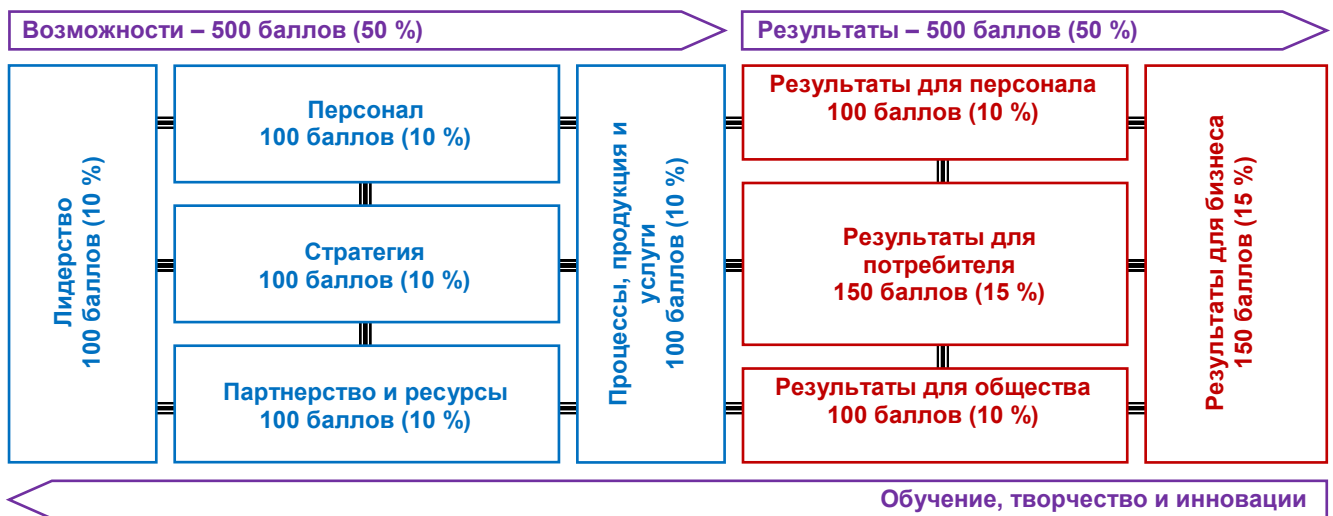 Возможности – 500 баллов (50 %)
Результаты – 500 баллов (50 %)
Лидерство
100 баллов (10 %)
Персонал
100 баллов (10 %)
Стратегия
100 баллов (10 %)
Партнерство и ресурсы
100 баллов (10 %)
Процессы, продукция и
услуги
100 баллов (10 %)
Результаты для персонала
100 баллов (10 %)
Результаты для
потребителя
150 баллов (15 %)
Результаты для общества
100 баллов (10 %)
Результаты для бизнеса
150 баллов (15 %)
Обучение, творчество и инновации